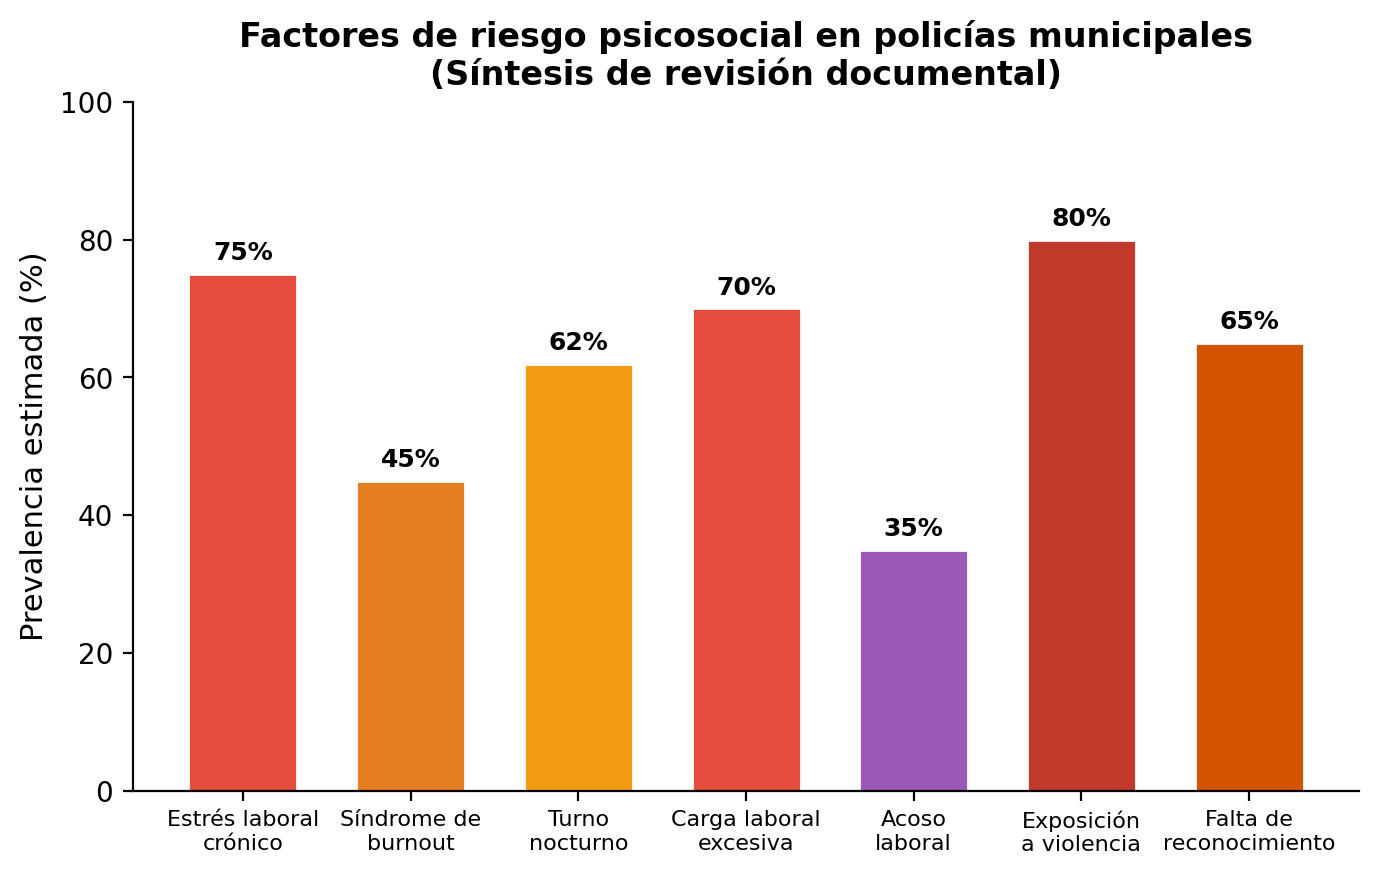 Factores de riesgo psicosocial en policías municipales
(Síntesis de revisión documental)
Prevalencia estimada (%)
100
80
60
40
20
0
75%
45%
62%
70%
35%
80%
65%
Estrés laboral
crónico
Síndrome de
burnout
Turno
nocturno
Carga laboral
excesiva
Acoso
laboral
Exposición
a violencia
Falta de
reconocimiento